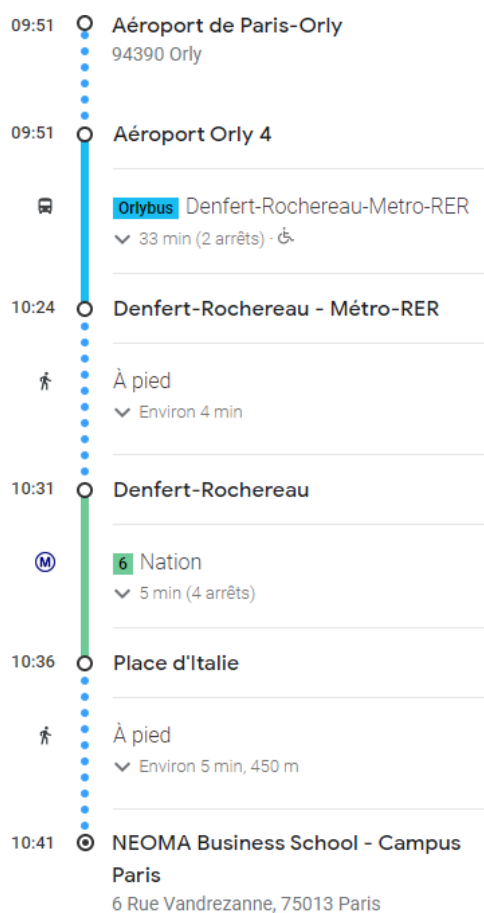 09:51 Aéroport de Paris-Orly
94390 Orly
09:51 Aéroport Orly 4
Orlybus Denfert-Rochereau-Metro-RER
33 min (2 arrêts) ·
10:24 Denfert-Rochereau - Métro-RER
À pied
Environ 4 min
10:31 Denfert-Rochereau
M 6 Nation
5 min (4 arrêts)
10:36 Place d'Italie
À pied
Environ 5 min, 450 m
10:41 NEOMA Business School - Campus
Paris
6 Rue Vandrezanne, 75013 Paris